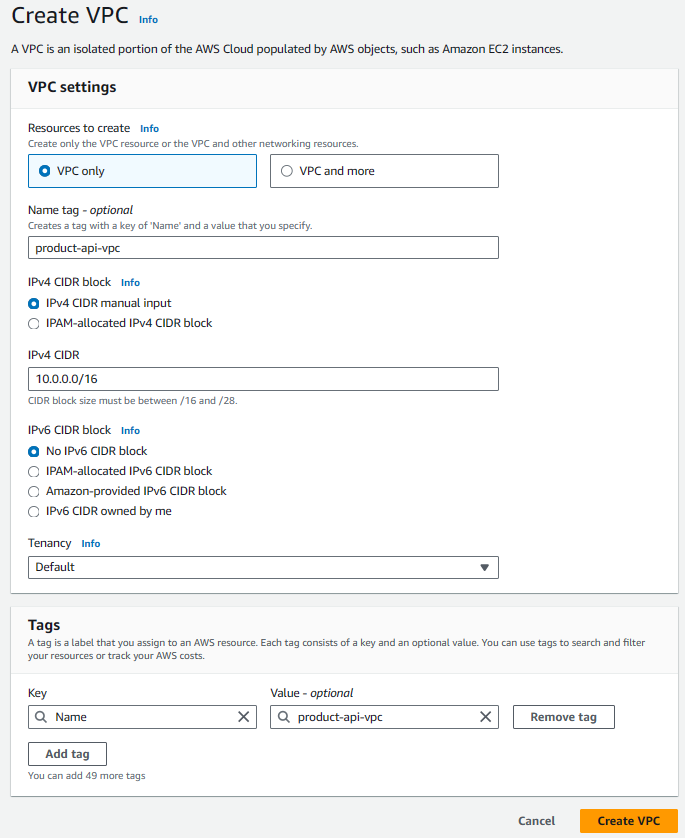 Create VPC Info
A VPC is an isolated portion of the AWS Cloud populated by AWS objects, such as Amazon EC2 instances.
VPC settings
Resources to create Info
Create only the VPC resource or the VPC and other networking resources.
VPC only
VPC and more
Name tag - optional
Creates a tag with a key of 'Name' and a value that you specify.
product-api-vpc
IPv4 CIDR block Info
IPv4 CIDR manual input
IPAM-allocated IPv4 CIDR block
IPv4 CIDR
10.0.0.0/16
CIDR block size must be between /16 and /28.
IPv6 CIDR block Info
No IPv6 CIDR block
IPAM-allocated IPv6 CIDR block
Amazon-provided IPv6 CIDR block
IPv6 CIDR owned by me
Tenancy Info
Default
Tags
A tag is a label that you assign to an AWS resource. Each tag consists of a key and an optional value. You can use tags to search and filter
your resources or track your AWS costs.
Key
Value - optional
Name
product-api-vpc
Remove tag
Add tag
You can add 49 more tags
Cancel
Create VPC